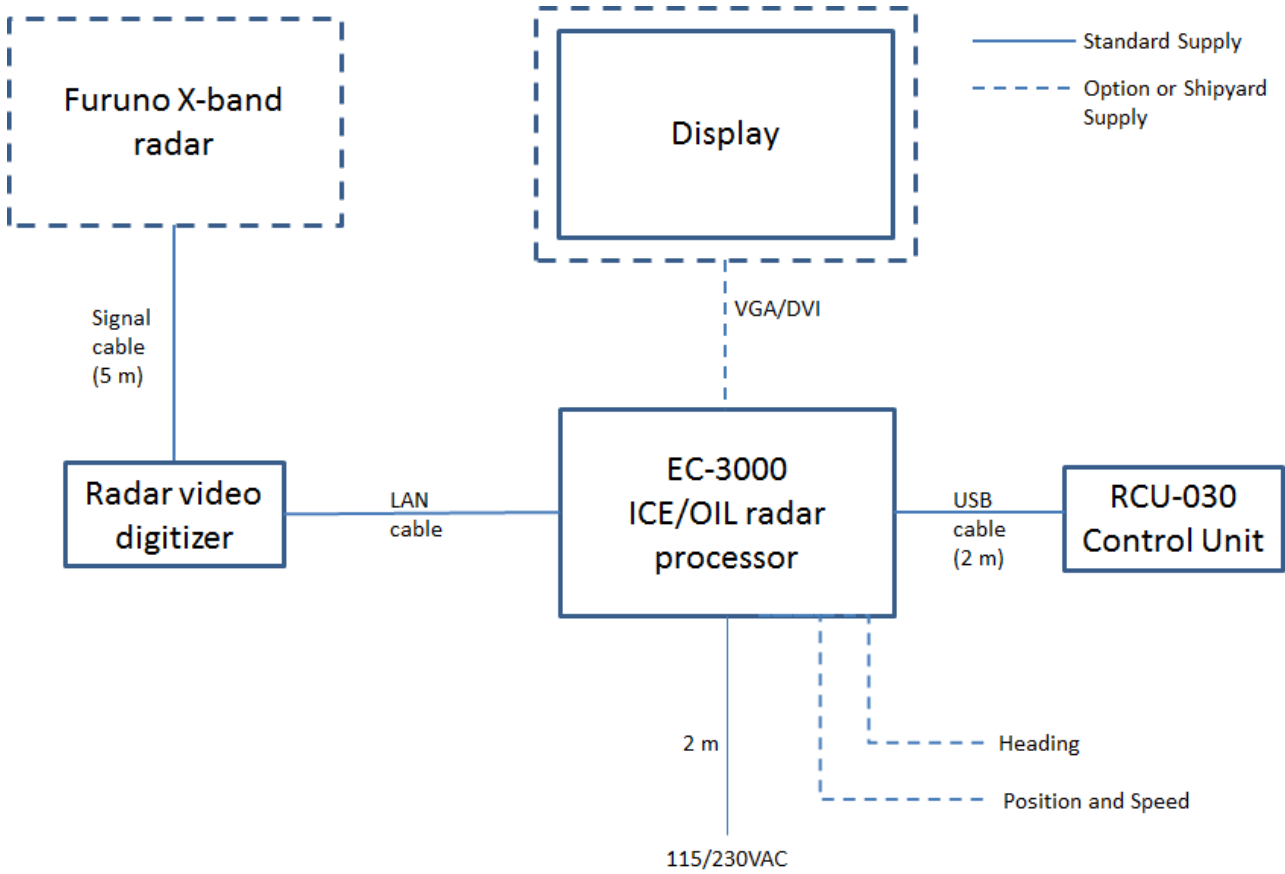 Furuno X-band
radar
Display
Standard Supply
Option or Shipyard
Supply
Signal
cable
(5 m)
VGA/DVI
Radar video
digitizer
LAN
cable
EC-3000
ICE/OIL radar
processor
USB
cable
(2 m)
RCU-030
Control Unit
2 m
Heading
Position and Speed
115/230VAC